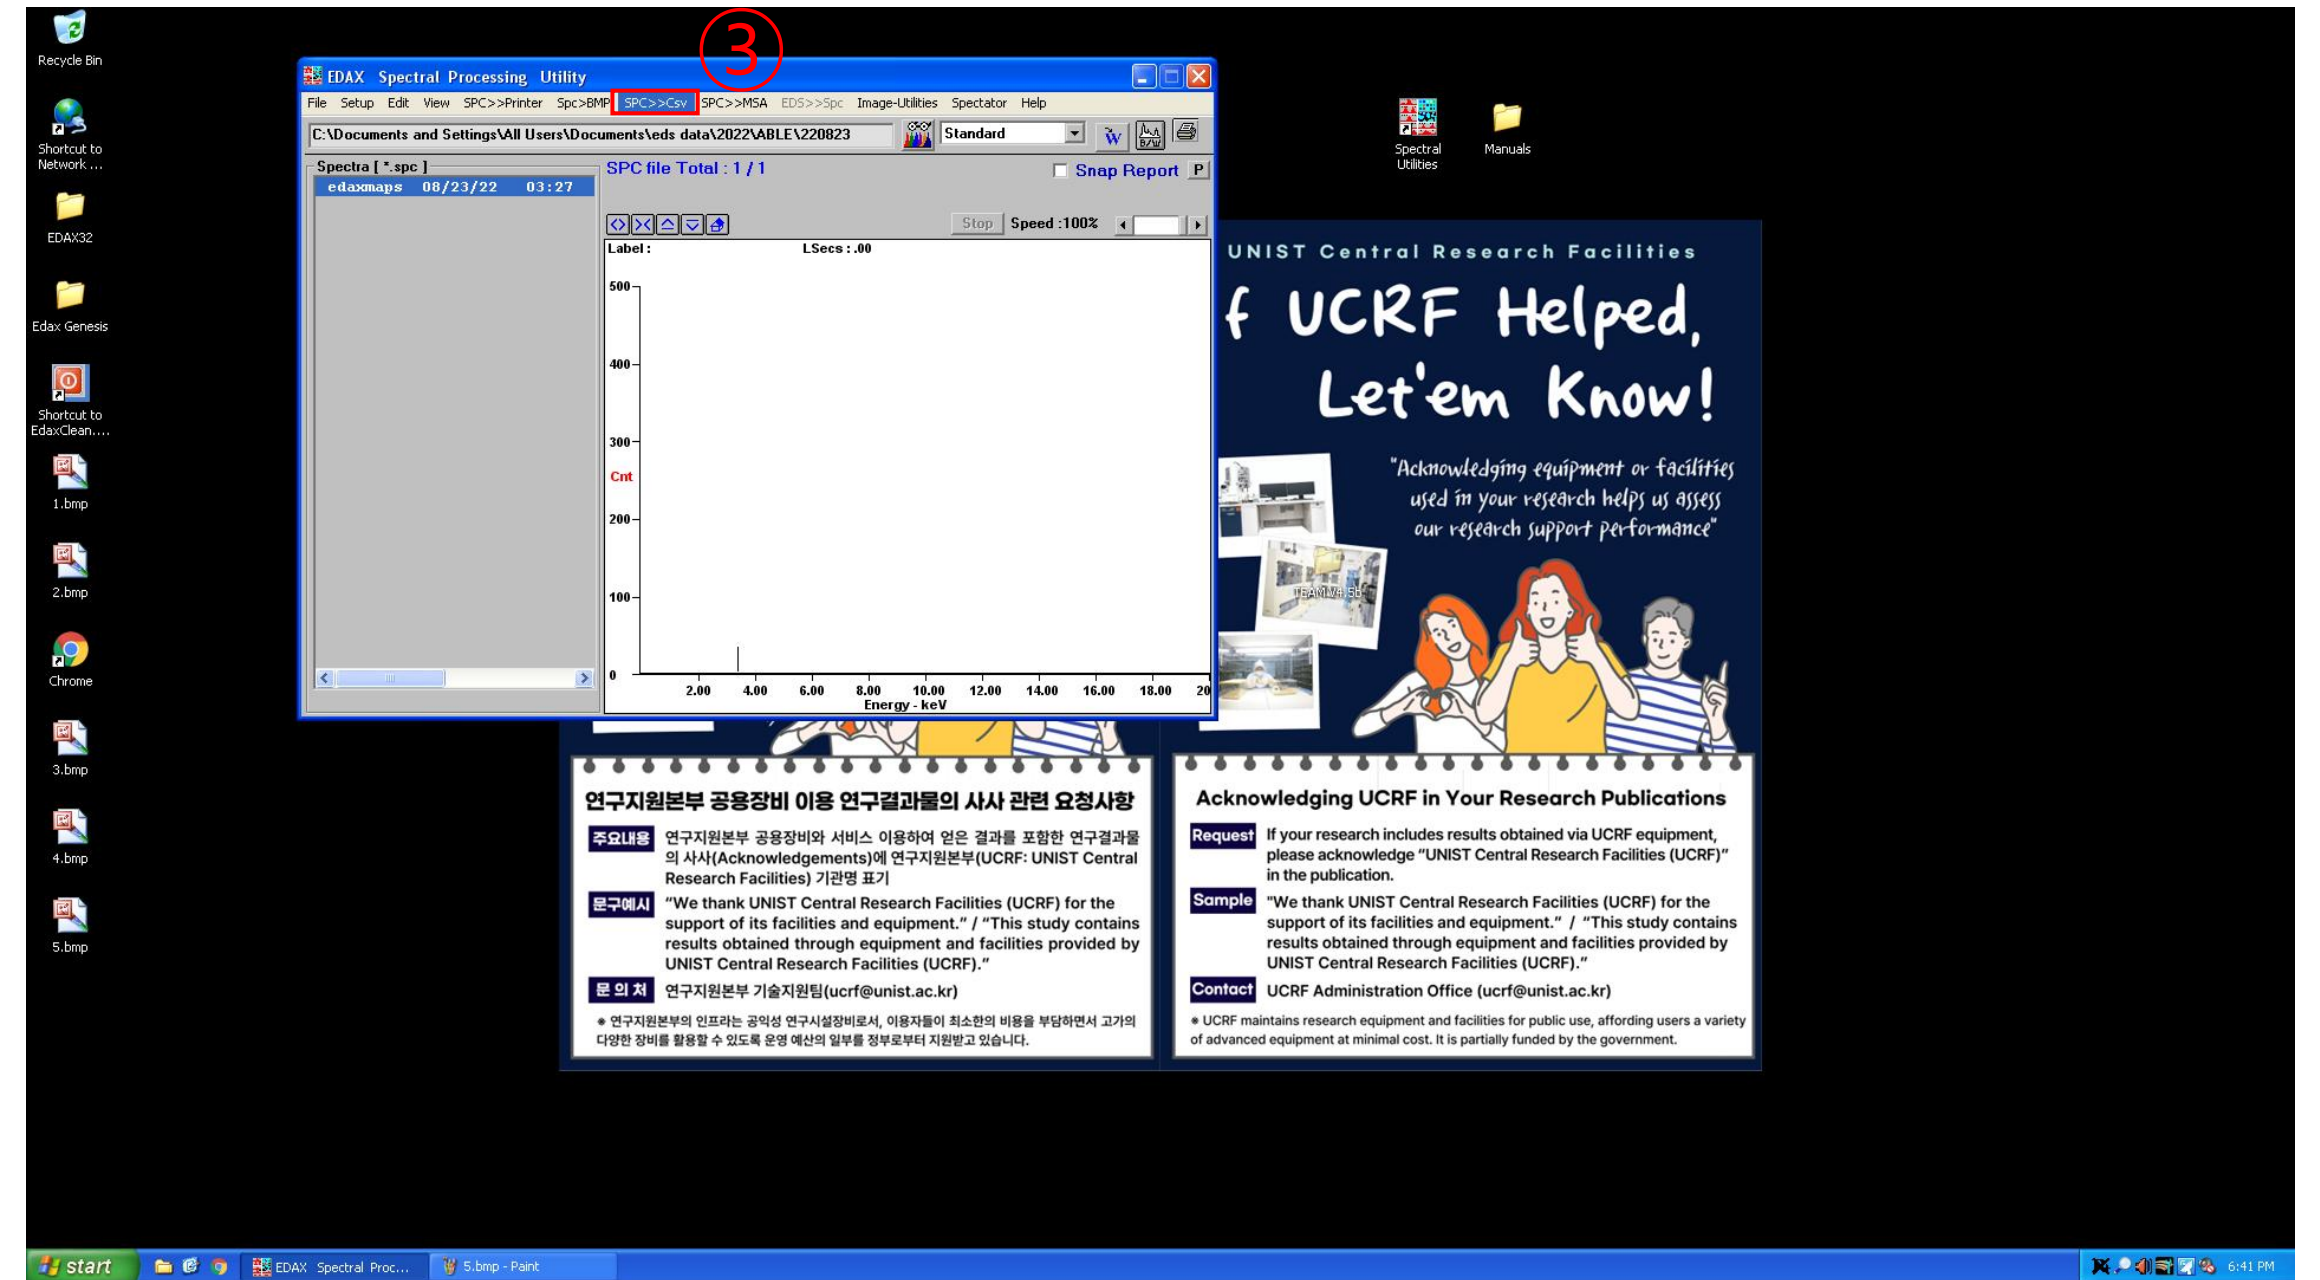 ③
Recycle Bin
Shortcut to
Network ...
EDAX32
Edax Genesis
Shortcut to
EdaxClean....
1.bmp
2.bmp
Chrome
3.bmp
4.bmp
5.bmp
EDAX Spectral Processing Utility
File Setup Edit View SPC>>Printer Spc>BMP SPC>>Csv SPC>>MSA EDS>>Spc Image-Utilities Spectator Help
C:\Documents and Settings\All Users\Documents\eds data\2022\ABLE\220823
Standard
W
B/W
Spectra [ *.spc ]
edaxmaps 08/23/22 03:27
SPC file Total : 1 / 1
Snap Report P
Stop Speed :100%
Label : LSecs : .00
500
400
300
Cnt
200
100
0
2.00 4.00 6.00 8.00 10.00 12.00 14.00 16.00 18.00 20
Energy - keV
Spectral
Utilities
Manuals
UNIST Central Research Facilities
f UCRF Helped,
Let'em Know!
"Acknowledging equipment or facilities
used in your research helps us assess
our research support performance"
TEAM V4.5b
연구지원본부 공용장비 이용 연구결과물의 사사 관련 요청사항
주요내용 연구지원본부 공용장비와 서비스 이용하여 얻은 결과를 포함한 연구결과물
의 사사(Acknowledgements)에 연구지원본부(UCRF: UNIST Central
Research Facilities) 기관명 표기
문구예시 “We thank UNIST Central Research Facilities (UCRF) for the
support of its facilities and equipment.” / “This study contains
results obtained through equipment and facilities provided by
UNIST Central Research Facilities (UCRF).”
문 의 처 연구지원본부 기술지원팀(ucrf@unist.ac.kr)
※ 연구지원본부의 인프라는 공익성 연구시설장비로서, 이용자들이 최소한의 비용을 부담하면서 고가의
다양한 장비를 활용할 수 있도록 운영 예산의 일부를 정부로부터 지원받고 있습니다.
Acknowledging UCRF in Your Research Publications
Request If your research includes results obtained via UCRF equipment,
please acknowledge “UNIST Central Research Facilities (UCRF)”
in the publication.
Sample "We thank UNIST Central Research Facilities (UCRF) for the
support of its facilities and equipment.” / “This study contains
results obtained through equipment and facilities provided by
UNIST Central Research Facilities (UCRF).”
Contact UCRF Administration Office (ucrf@unist.ac.kr)
※ UCRF maintains research equipment and facilities for public use, affording users a variety
of advanced equipment at minimal cost. It is partially funded by the government.
start
EDAX Spectral Proc...
5.bmp - Paint
6:41 PM